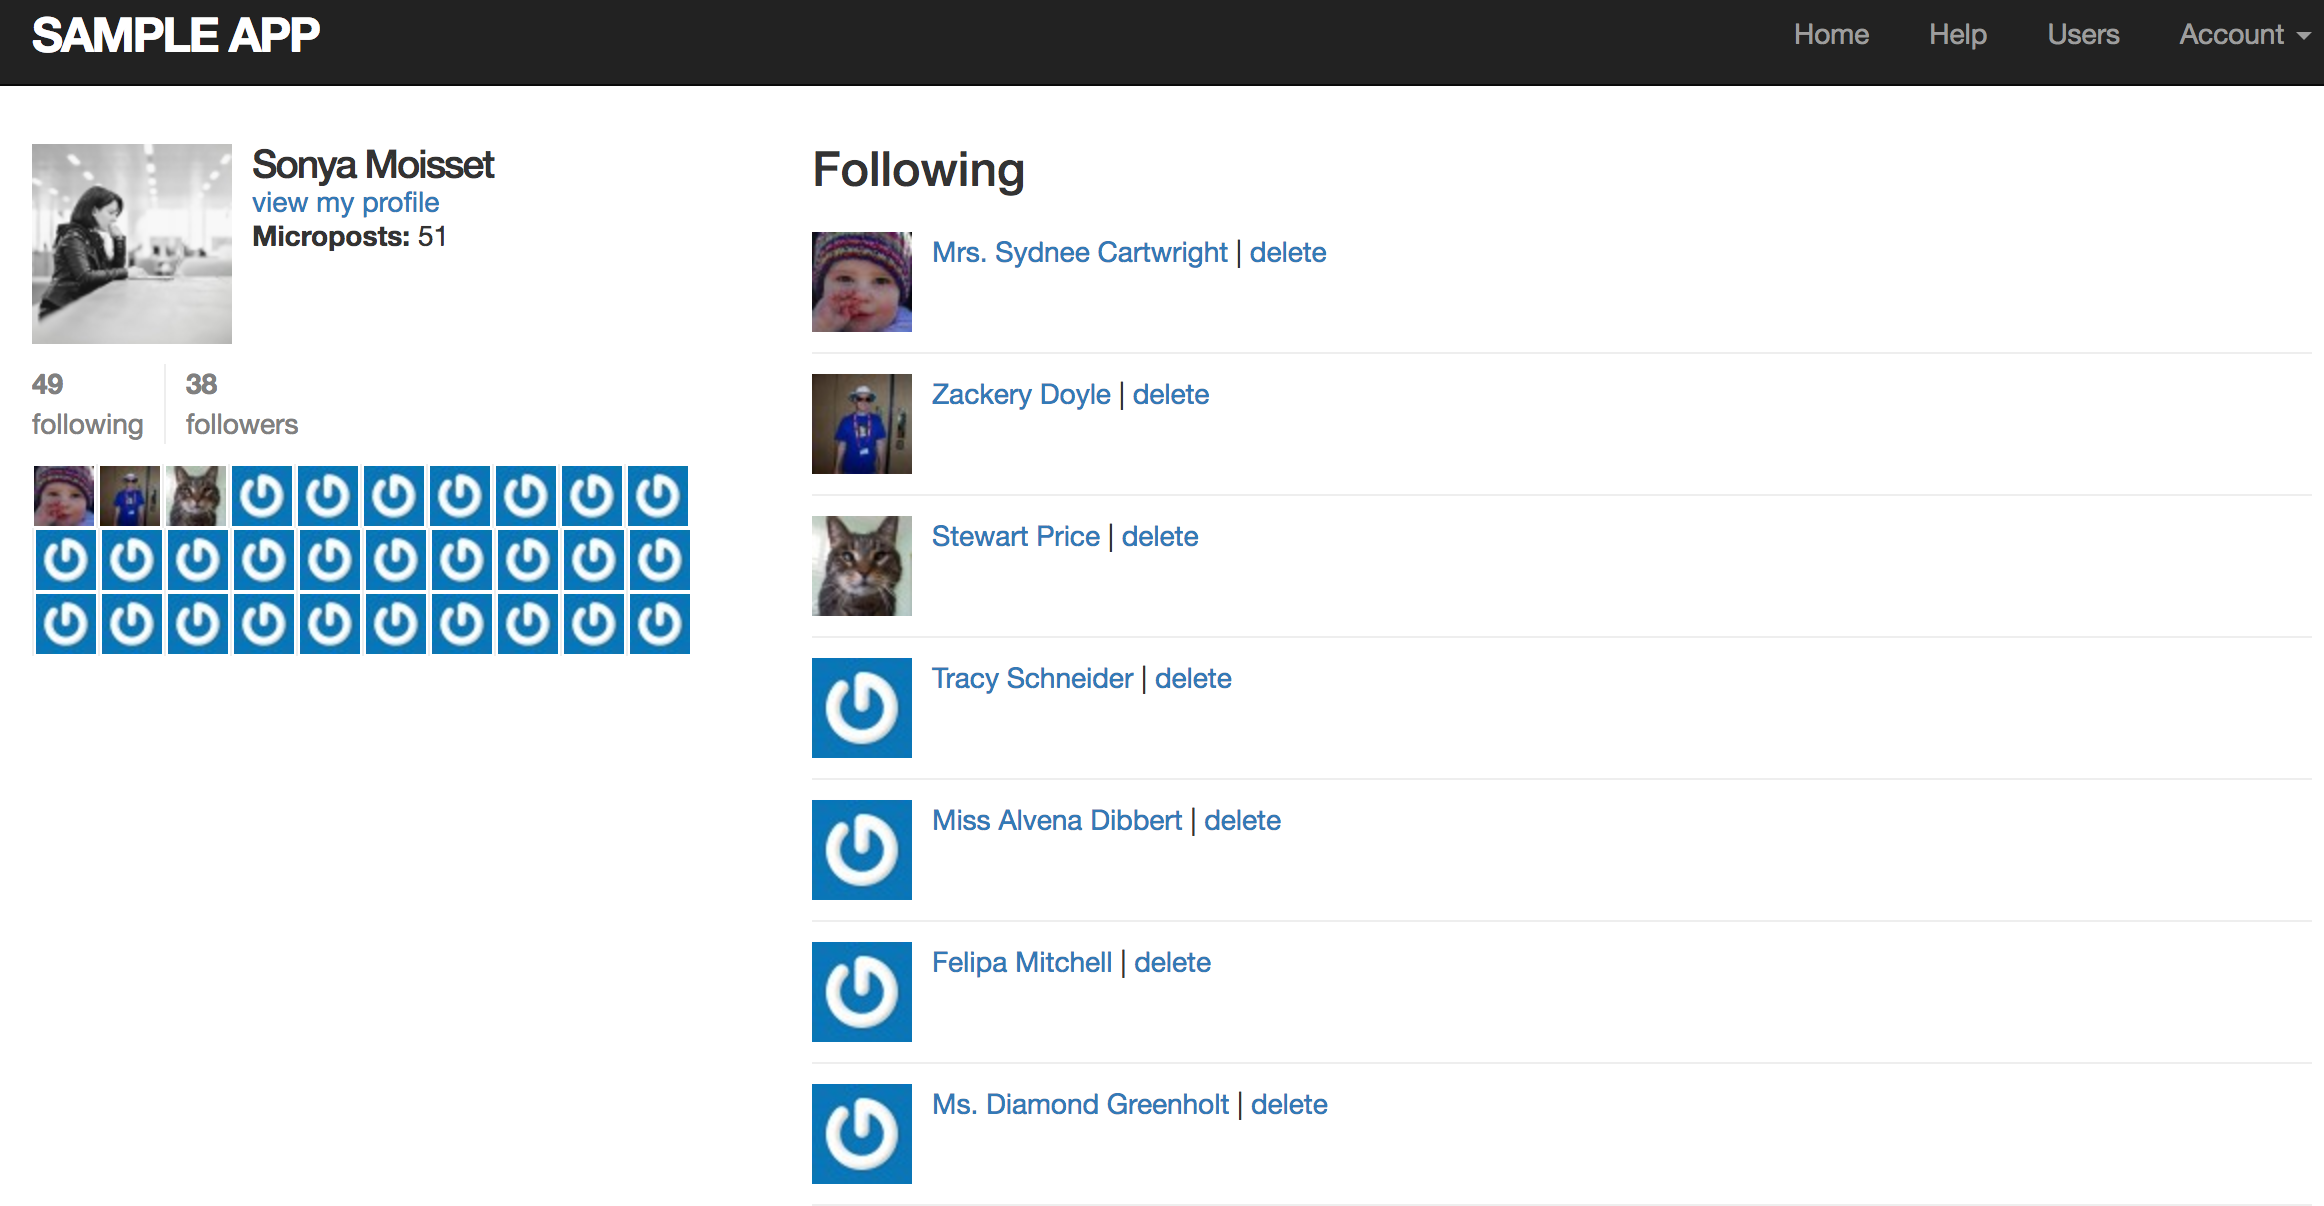 SAMPLE APP
Home Help Users Account
Sonya Moisset
view my profile
Microposts: 51
49
following
38
followers
Following
Mrs. Sydnee Cartwright | delete
Zackery Doyle | delete
Stewart Price | delete
Tracy Schneider | delete
Miss Alvena Dibbert | delete
Felipa Mitchell | delete
Ms. Diamond Greenholt | delete